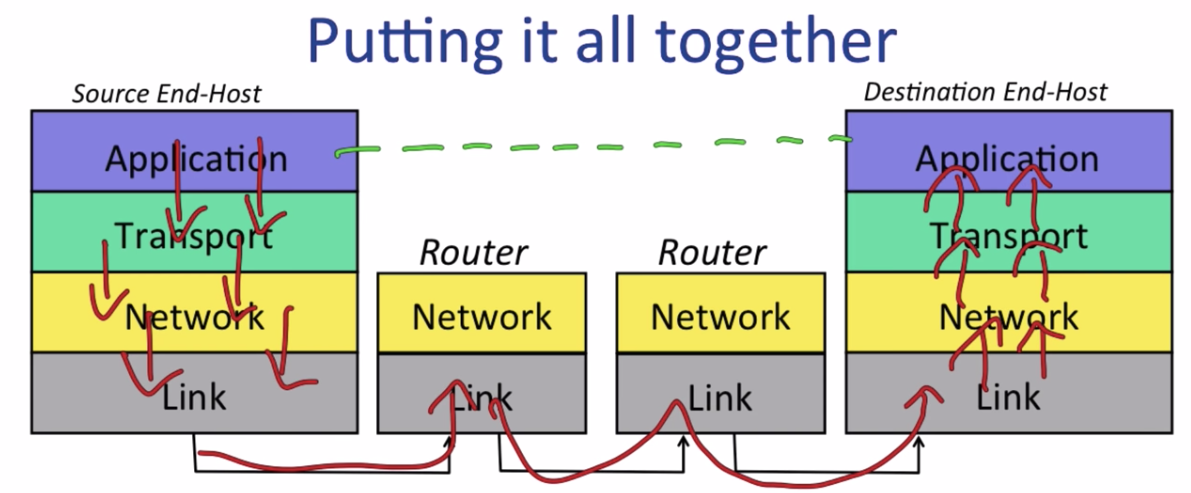 Putting it all together
Source End-Host
Destination End-Host
Application
Application
Transport
Transport
Router
Router
Network
Network
Network
Network
Link
Link
Link
Link